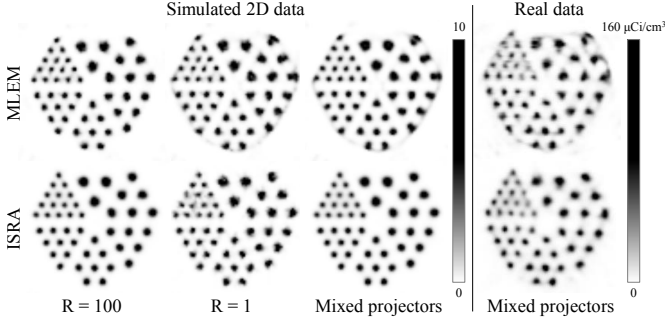 Simulated 2D data
Real data
10
160 μCi/cm³
MLEM
ISRA
0
0
R = 100
R = 1
Mixed projectors
Mixed projectors